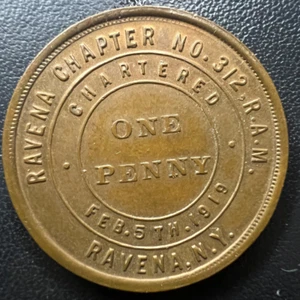 RAVENA CHAPTER NO. 312. R.A.M.
RAVENA. N.Y.
CHARTERED
FEB. 5TH. 1919
ONE
PENNY